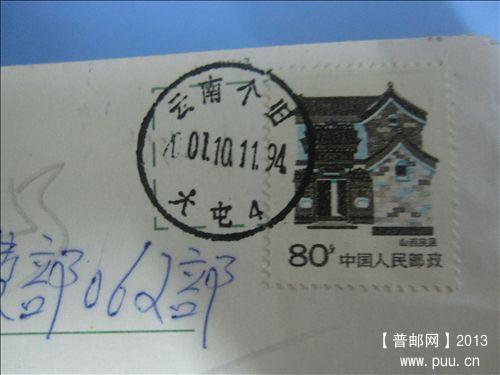 云南个旧
01.10.11.94
大屯4
山西民居
80分 中国人民邮政
部062部
【普邮网】2013
www.puu.cn